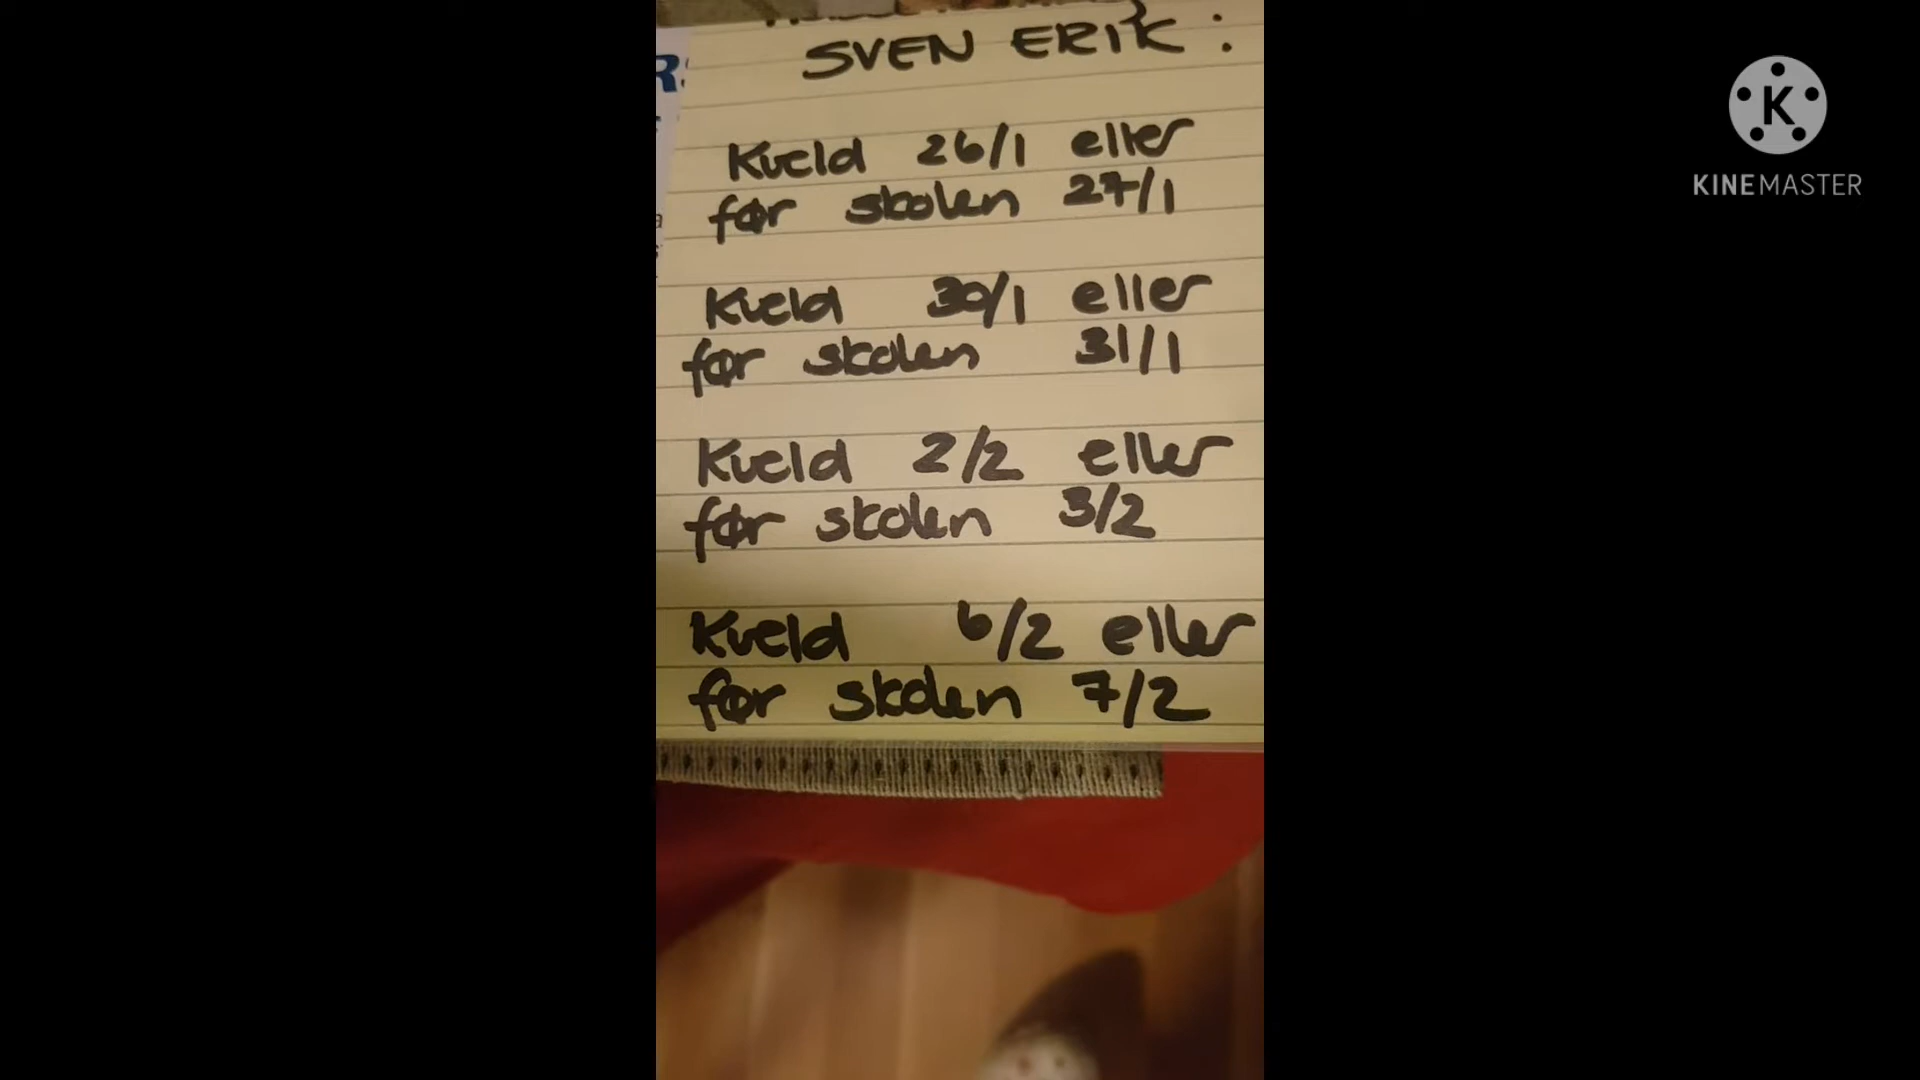 SVEN ERIK :
Kveld 26/1 eller
før skolen 27/1
Kveld 30/1 eller
før skolen 31/1
Kveld 2/2 eller
før skolen 3/2
Kveld 6/2 eller
før skolen 7/2
K
KINEMASTER